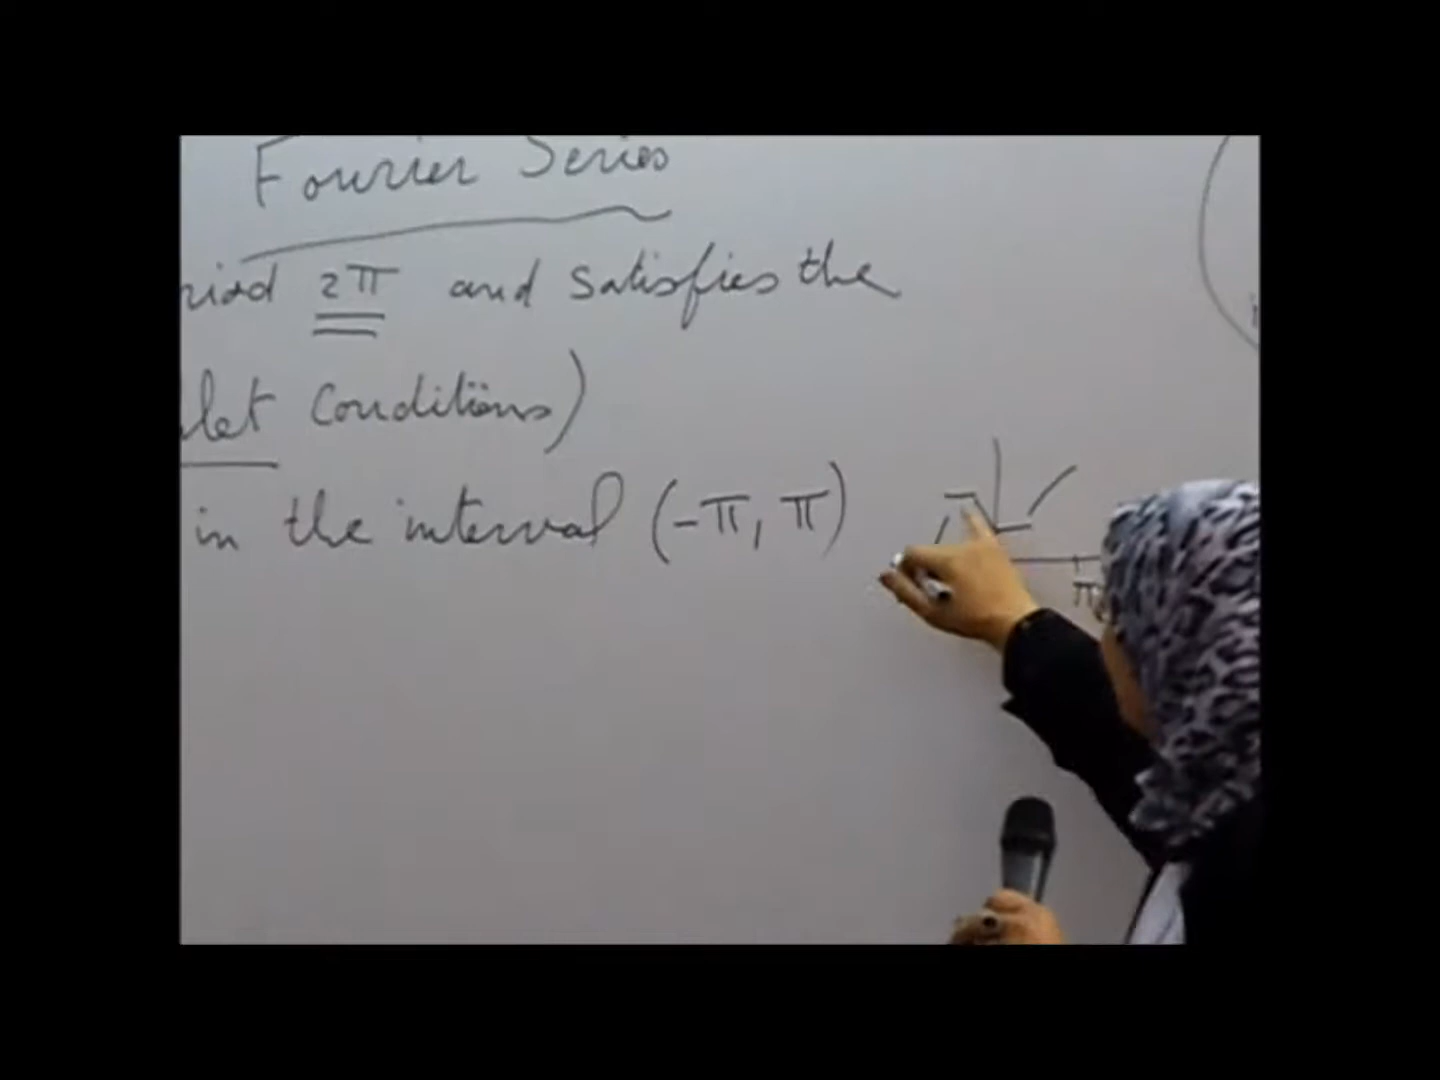 Fourier Series
riod 2π and satisfies the
let Conditions)
in the interval (-π, π)
π